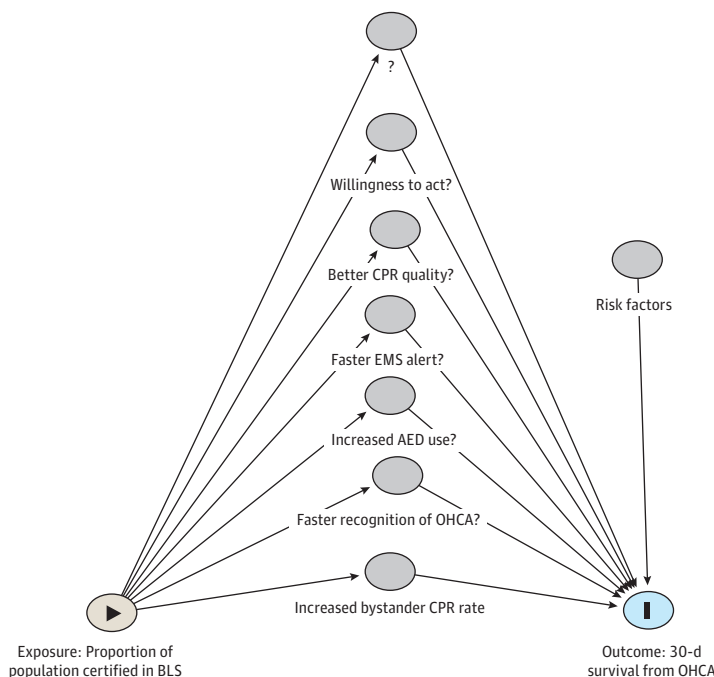 ?
Willingness to act?
Better CPR quality?
Risk factors
Faster EMS alert?
Increased AED use?
Faster recognition of OHCA?
Increased bystander CPR rate
Exposure: Proportion of
population certified in BLS
Outcome: 30-d
survival from OHCA